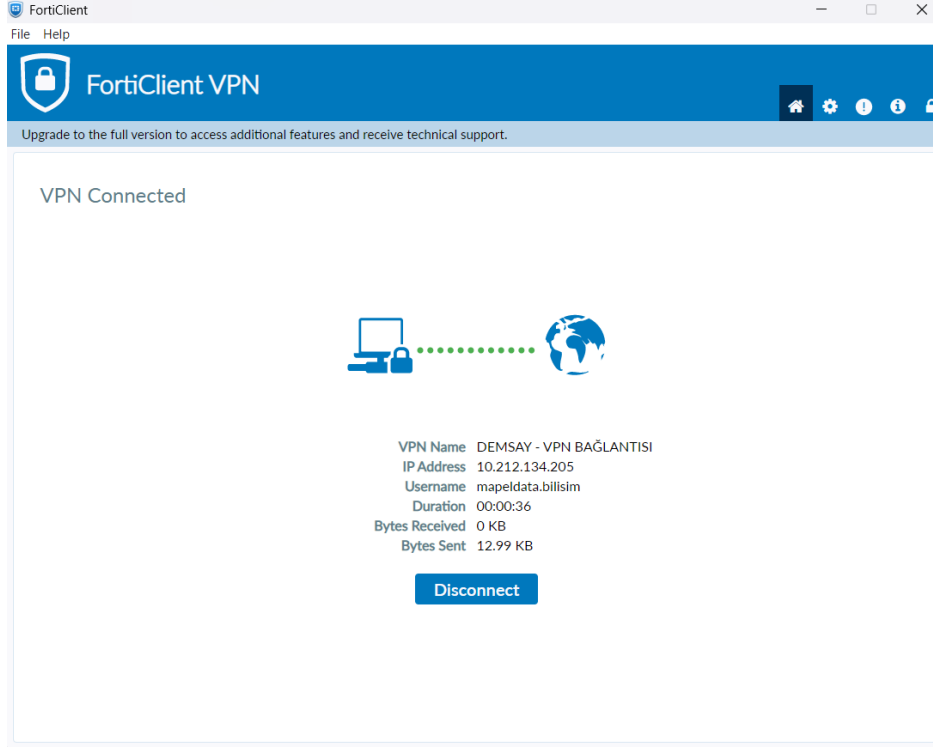 FortiClient
File Help
FortiClient VPN
Upgrade to the full version to access additional features and receive technical support.
VPN Connected
VPN Name DEMSAY - VPN BAĞLANTISI
IP Address 10.212.134.205
Username mapeldata.bilisim
Duration 00:00:36
Bytes Received 0 KB
Bytes Sent 12.99 KB
Disconnect